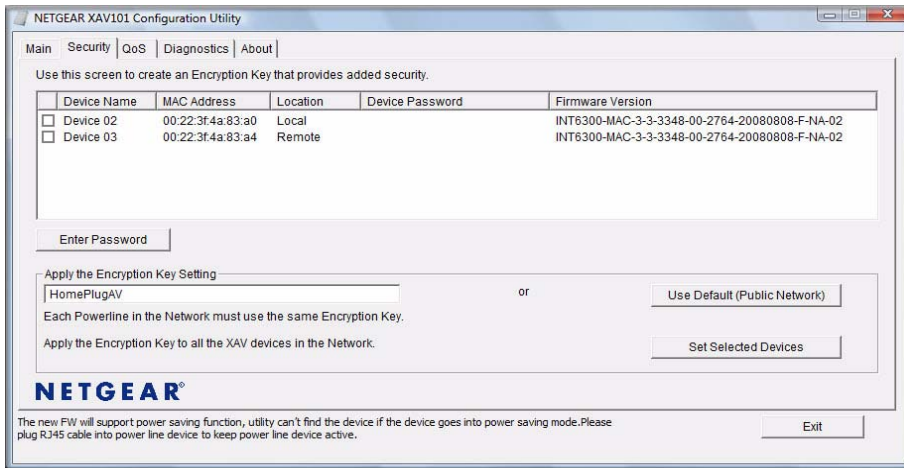 NETGEAR XAV101 Configuration Utility
Main Security QoS Diagnostics About
Use this screen to create an Encryption Key that provides added security.
Device Name MAC Address Location Device Password Firmware Version
Device 02 00:22:3f:4a:83:a0 Local INT6300-MAC-3-3-3348-00-2764-20080808-F-NA-02
Device 03 00:22:3f:4a:83:a4 Remote INT6300-MAC-3-3-3348-00-2764-20080808-F-NA-02
Enter Password
Apply the Encryption Key Setting
HomePlugAV or Use Default (Public Network)
Each Powerline in the Network must use the same Encryption Key.
Apply the Encryption Key to all the XAV devices in the Network. Set Selected Devices
NETGEAR®
The new FW will support power saving function, utility can't find the device if the device goes into power saving mode.Please
plug RJ45 cable into power line device to keep power line device active.
Exit